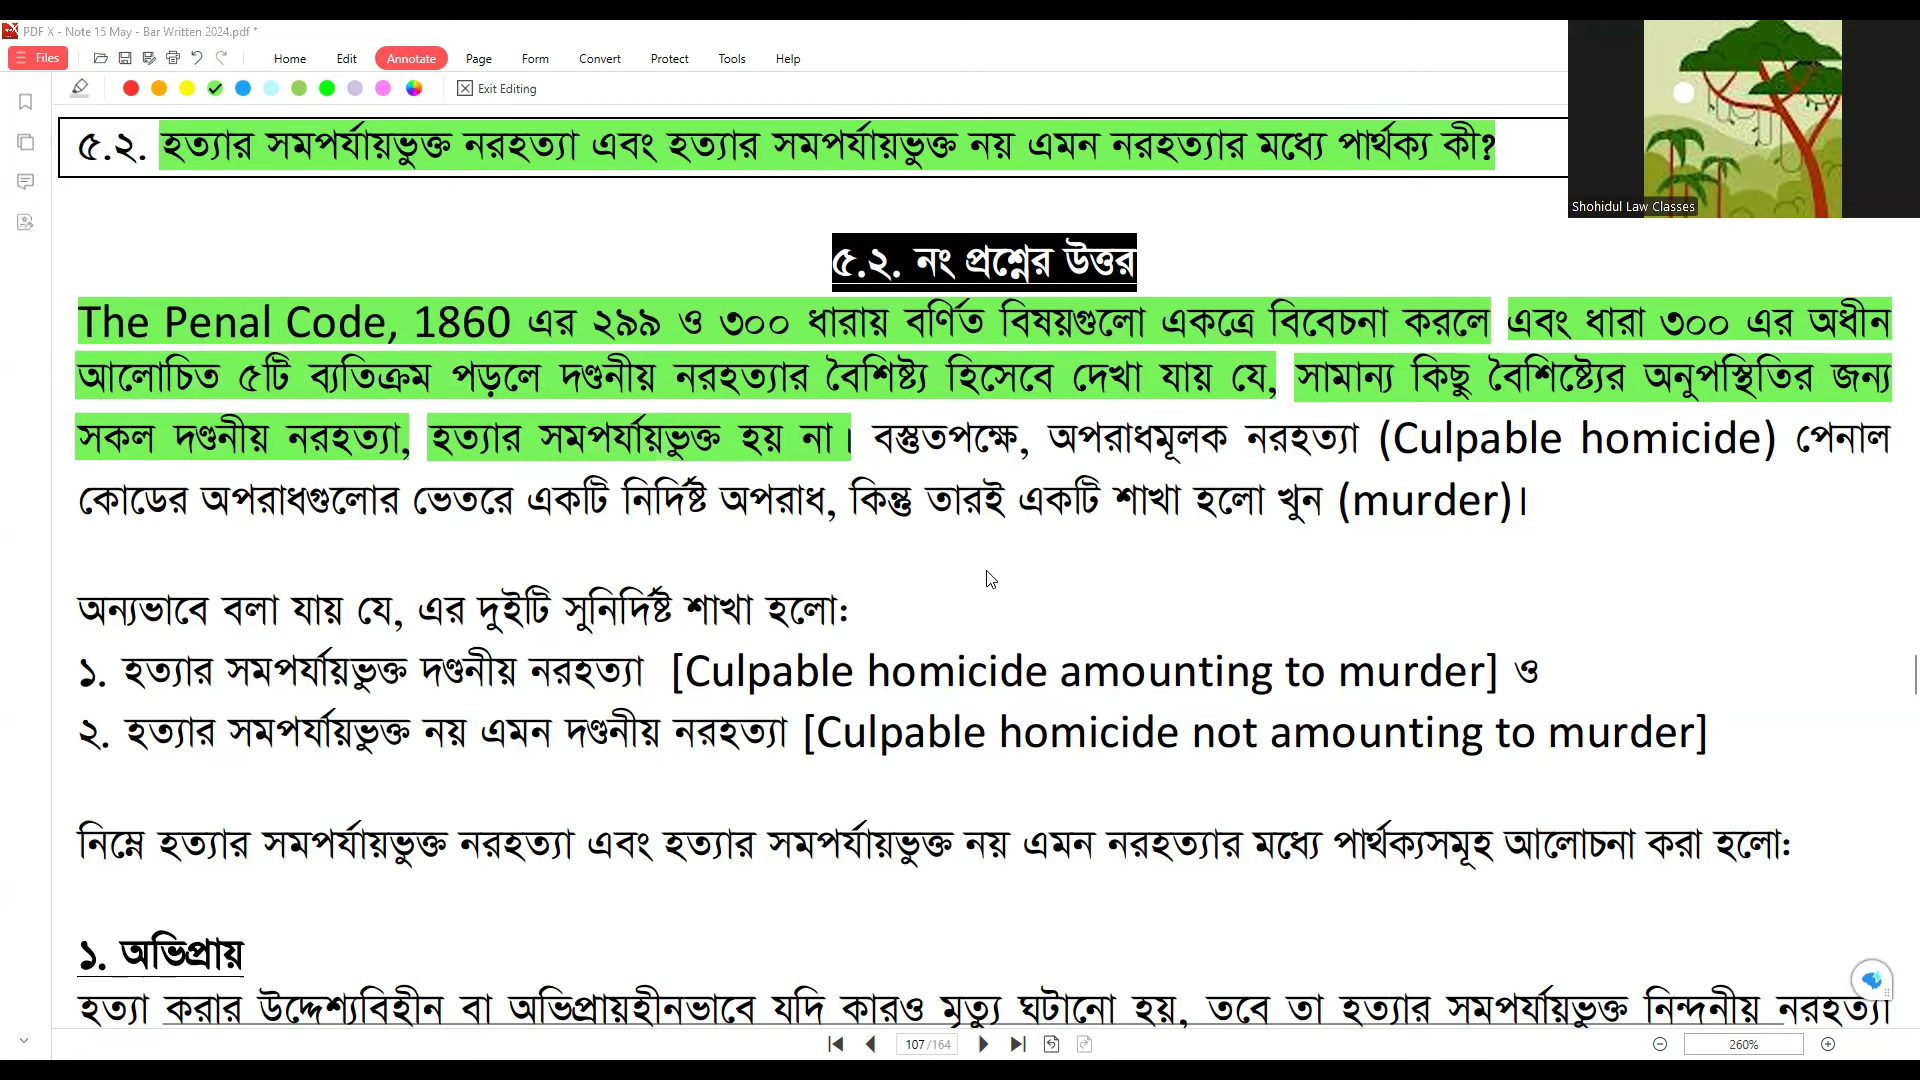 PDF X - Note 15 May - Bar Written 2024.pdf *
Files Home Edit Annotate Page Form Convert Protect Tools Help
Exit Editing
৫.২. হত্যার সমপর্যায়ভুক্ত নরহত্যা এবং হত্যার সমপর্যায়ভুক্ত নয় এমন নরহত্যার মধ্যে পার্থক্য কী?
Shohidul Law Classes
৫.২. নং প্রশ্নের উত্তর
The Penal Code, 1860 এর ২৯৯ ও ৩০০ ধারায় বর্ণিত বিষয়গুলো একত্রে বিবেচনা করলে এবং ধারা ৩০০ এর অধীন
আলোচিত ৫টি ব্যতিক্রম পড়লে দণ্ডনীয় নরহত্যার বৈশিষ্ট্য হিসেবে দেখা যায় যে, সামান্য কিছু বৈশিষ্ট্যের অনুপস্থিতির জন্য
সকল দণ্ডনীয় নরহত্যা, হত্যার সমপর্যায়ভুক্ত হয় না। বস্তুতপক্ষে, অপরাধমূলক নরহত্যা (Culpable homicide) পেনাল
কোডের অপরাধগুলোর ভেতরে একটি নির্দিষ্ট অপরাধ, কিন্তু তারই একটি শাখা হলো খুন (murder)।
অন্যভাবে বলা যায় যে, এর দুইটি সুনির্দিষ্ট শাখা হলো:
১. হত্যার সমপর্যায়ভুক্ত দণ্ডনীয় নরহত্যা [Culpable homicide amounting to murder] ও
২. হত্যার সমপর্যায়ভুক্ত নয় এমন দণ্ডনীয় নরহত্যা [Culpable homicide not amounting to murder]
নিম্নে হত্যার সমপর্যায়ভুক্ত নরহত্যা এবং হত্যার সমপর্যায়ভুক্ত নয় এমন নরহত্যার মধ্যে পার্থক্যসমূহ আলোচনা করা হলো:
১. অভিপ্রায়
হত্যা করার উদ্দেশ্যবিহীন বা অভিপ্রায়হীনভাবে যদি কারও মৃত্যু ঘটানো হয়, তবে তা হত্যার সমপর্যায়ভুক্ত নিন্দনীয় নরহত্যা
107 /164
260%